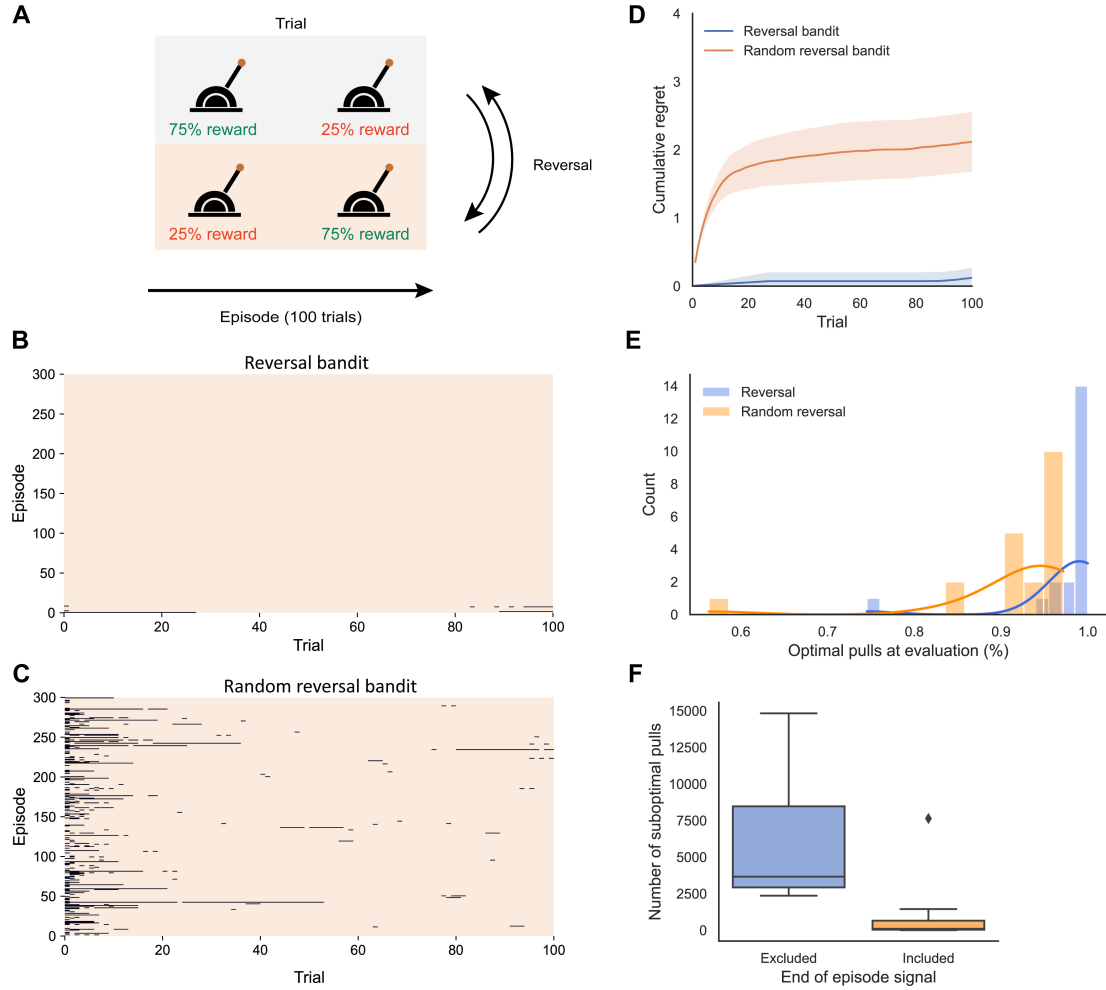 A
Trial
75% reward
25% reward
25% reward
75% reward
Reversal
Episode (100 trials)
B
Reversal bandit
300
250
200
150
100
50
0
Episode
0
20
40
60
80
100
Trial
C
Random reversal bandit
300
250
200
150
100
50
0
Episode
0
20
40
60
80
100
Trial
D
4
3
2
1
0
Cumulative regret
Reversal bandit
Random reversal bandit
0
20
40
60
80
100
Trial
E
14
12
10
8
6
4
2
0
Count
Reversal
Random reversal
0.6
0.7
0.8
0.9
1.0
Optimal pulls at evaluation (%)
F
15000
12500
10000
7500
5000
2500
0
Number of suboptimal pulls
Excluded
Included
End of episode signal